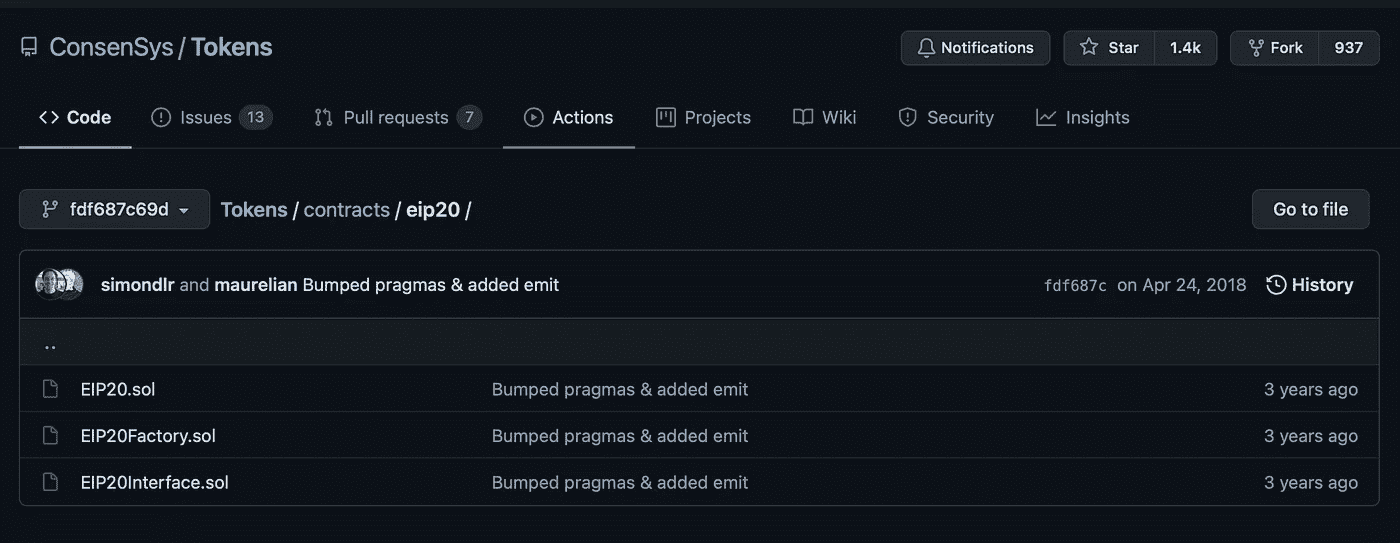 ConsenSys / Tokens
Notifications Star 1.4k Fork 937
Code Issues 13 Pull requests 7 Actions Projects Wiki Security Insights
fdf687c69d Tokens / contracts / eip20 / Go to file
simondlr and maurelian Bumped pragmas & added emit fdf687c on Apr 24, 2018 History
..
EIP20.sol Bumped pragmas & added emit 3 years ago
EIP20Factory.sol Bumped pragmas & added emit 3 years ago
EIP20Interface.sol Bumped pragmas & added emit 3 years ago